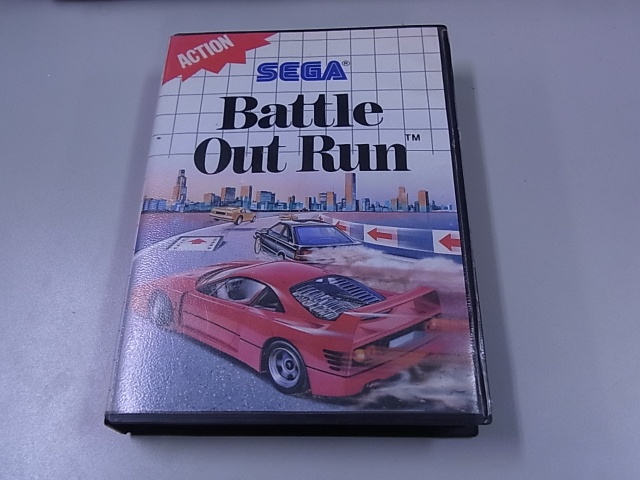 ACTION
SEGA®
Battle
Out Run™